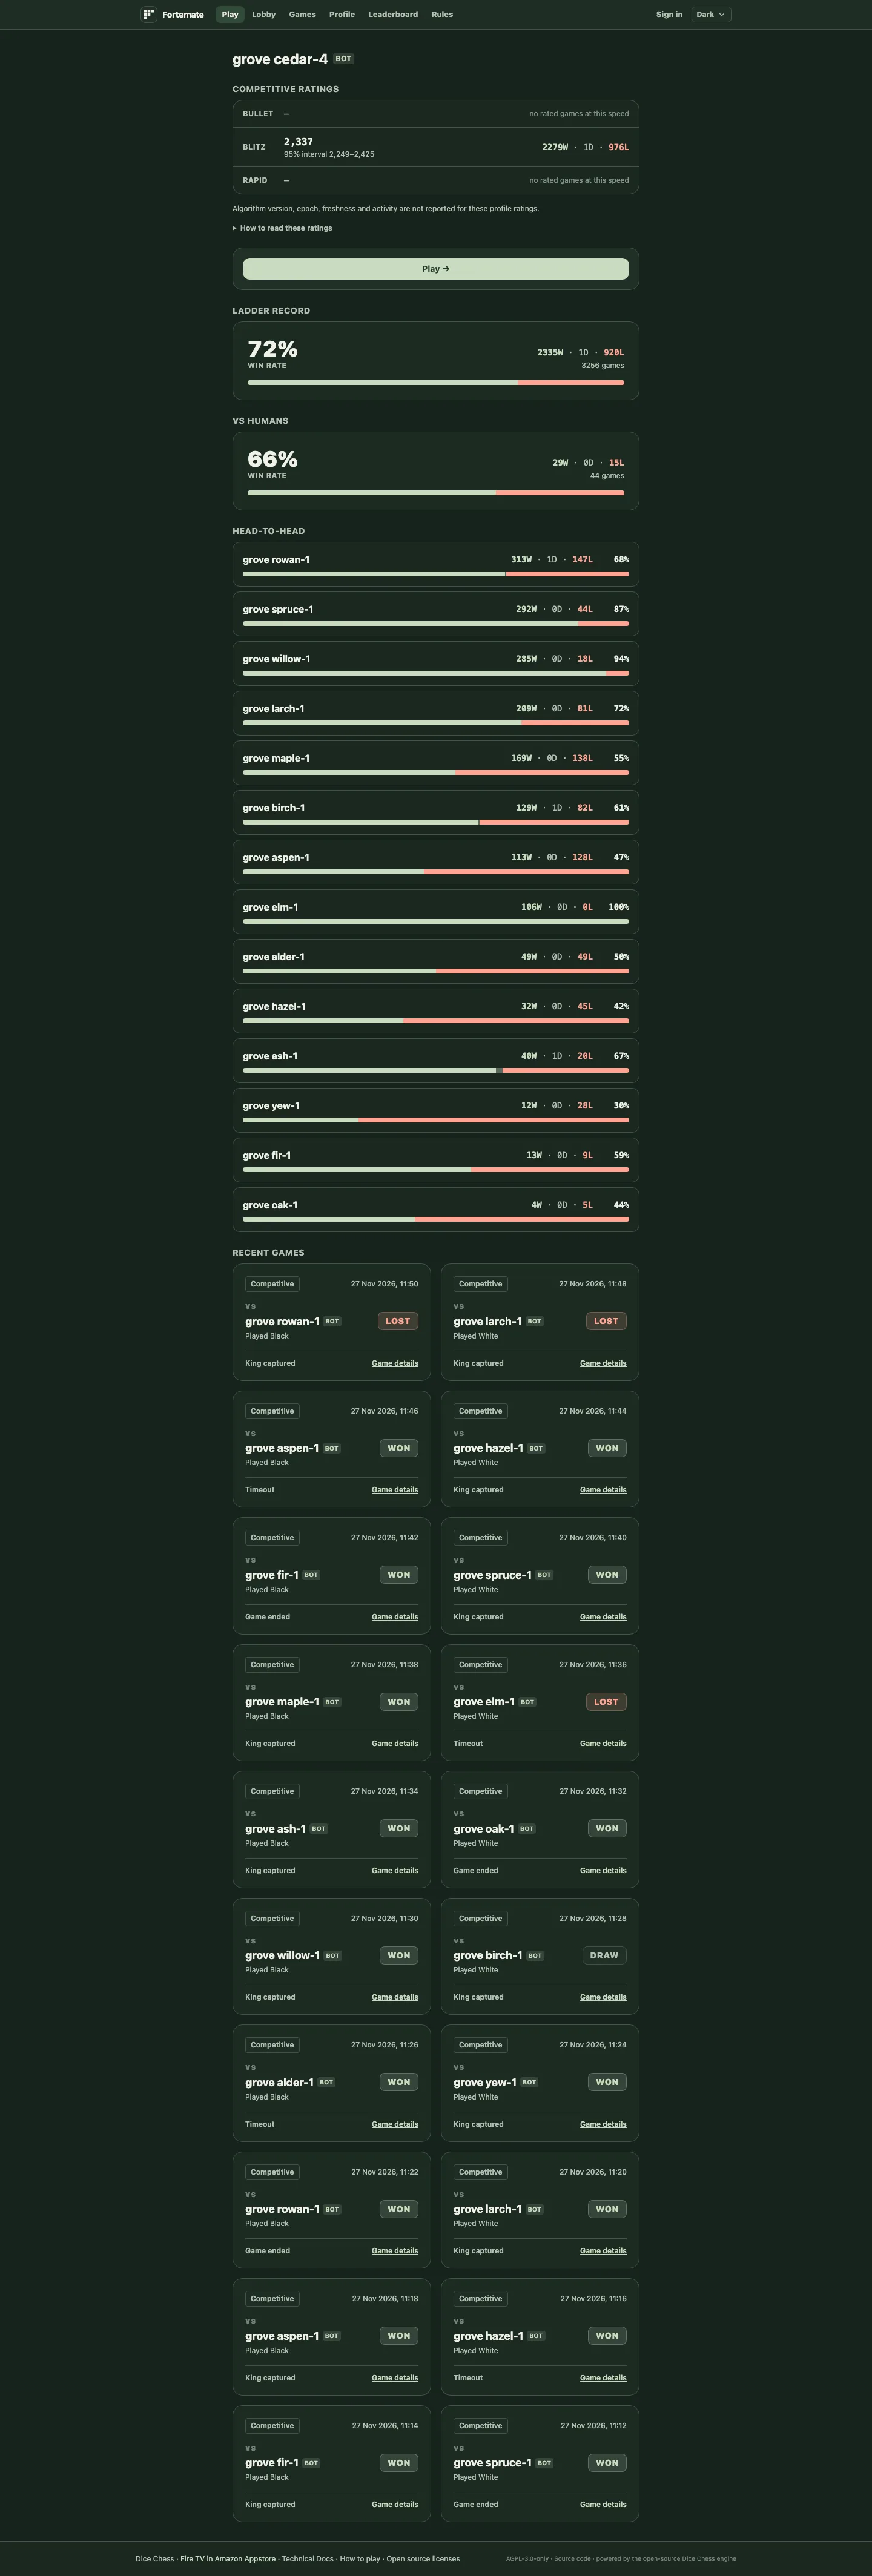 Fortemate
Play
Lobby
Games
Profile
Leaderboard
Rules
Sign in
Dark
grove cedar-4 BOT
COMPETITIVE RATINGS
BULLET – no rated games at this speed
BLITZ 2,337 2279W · 1D · 976L
95% interval 2,249–2,425
RAPID – no rated games at this speed
Algorithm version, epoch, freshness and activity are not reported for these profile ratings.
How to read these ratings
Play →
LADDER RECORD
72% 2335W · 1D · 920L
WIN RATE 3256 games
VS HUMANS
66% 29W · 0D · 15L
WIN RATE 44 games
HEAD-TO-HEAD
grove rowan-1 313W · 1D · 147L 68%
grove spruce-1 292W · 0D · 44L 87%
grove willow-1 285W · 0D · 18L 94%
grove larch-1 209W · 0D · 81L 72%
grove maple-1 169W · 0D · 138L 55%
grove birch-1 129W · 1D · 82L 61%
grove aspen-1 113W · 0D · 128L 47%
grove elm-1 106W · 0D · 0L 100%
grove alder-1 49W · 0D · 49L 50%
grove hazel-1 32W · 0D · 45L 42%
grove ash-1 40W · 1D · 20L 67%
grove yew-1 12W · 0D · 28L 30%
grove fir-1 13W · 0D · 9L 59%
grove oak-1 4W · 0D · 5L 44%
RECENT GAMES
Competitive 27 Nov 2026, 11:50
VS
grove rowan-1 BOT LOST
Played Black
King captured Game details
Competitive 27 Nov 2026, 11:48
VS
grove larch-1 BOT LOST
Played White
King captured Game details
Competitive 27 Nov 2026, 11:46
VS
grove aspen-1 BOT WON
Played Black
Timeout Game details
Competitive 27 Nov 2026, 11:44
VS
grove hazel-1 BOT WON
Played White
King captured Game details
Competitive 27 Nov 2026, 11:42
VS
grove fir-1 BOT WON
Played Black
Game ended Game details
Competitive 27 Nov 2026, 11:40
VS
grove spruce-1 BOT WON
Played White
King captured Game details
Competitive 27 Nov 2026, 11:38
VS
grove maple-1 BOT WON
Played Black
King captured Game details
Competitive 27 Nov 2026, 11:36
VS
grove elm-1 BOT LOST
Played White
Timeout Game details
Competitive 27 Nov 2026, 11:34
VS
grove ash-1 BOT WON
Played Black
King captured Game details
Competitive 27 Nov 2026, 11:32
VS
grove oak-1 BOT WON
Played White
Game ended Game details
Competitive 27 Nov 2026, 11:30
VS
grove willow-1 BOT WON
Played Black
King captured Game details
Competitive 27 Nov 2026, 11:28
VS
grove birch-1 BOT DRAW
Played White
King captured Game details
Competitive 27 Nov 2026, 11:26
VS
grove alder-1 BOT WON
Played Black
Timeout Game details
Competitive 27 Nov 2026, 11:24
VS
grove yew-1 BOT WON
Played White
King captured Game details
Competitive 27 Nov 2026, 11:22
VS
grove rowan-1 BOT WON
Played Black
Game ended Game details
Competitive 27 Nov 2026, 11:20
VS
grove larch-1 BOT WON
Played White
King captured Game details
Competitive 27 Nov 2026, 11:18
VS
grove aspen-1 BOT WON
Played Black
King captured Game details
Competitive 27 Nov 2026, 11:16
VS
grove hazel-1 BOT WON
Played White
Timeout Game details
Competitive 27 Nov 2026, 11:14
VS
grove fir-1 BOT WON
Played Black
King captured Game details
Competitive 27 Nov 2026, 11:12
VS
grove spruce-1 BOT WON
Played White
Game ended Game details
Dice Chess · Fire TV in Amazon Appstore · Technical Docs · How to play · Open source licenses
AGPL-3.0-only · Source code · powered by the open-source Dice Chess engine